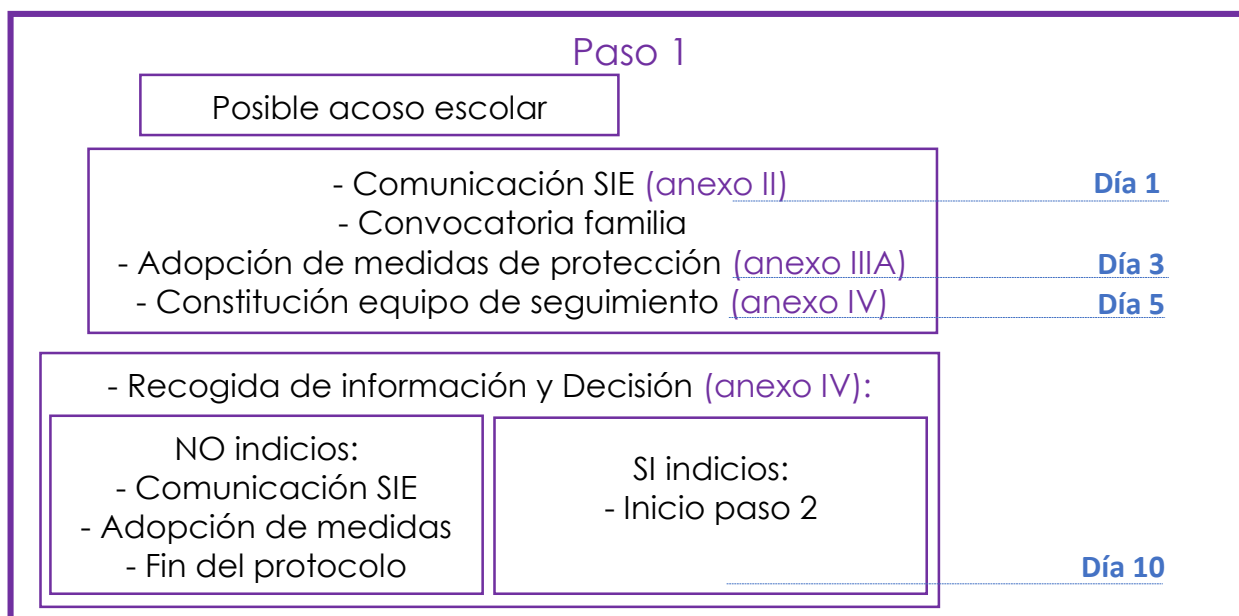 Paso 1
Posible acoso escolar
- Comunicación SIE (anexo II) Día 1
- Convocatoria familia
- Adopción de medidas de protección (anexo IIIA) Día 3
- Constitución equipo de seguimiento (anexo IV) Día 5
- Recogida de información y Decisión (anexo IV):
NO indicios:
- Comunicación SIE
- Adopción de medidas
- Fin del protocolo
SI indicios:
- Inicio paso 2
Día 10